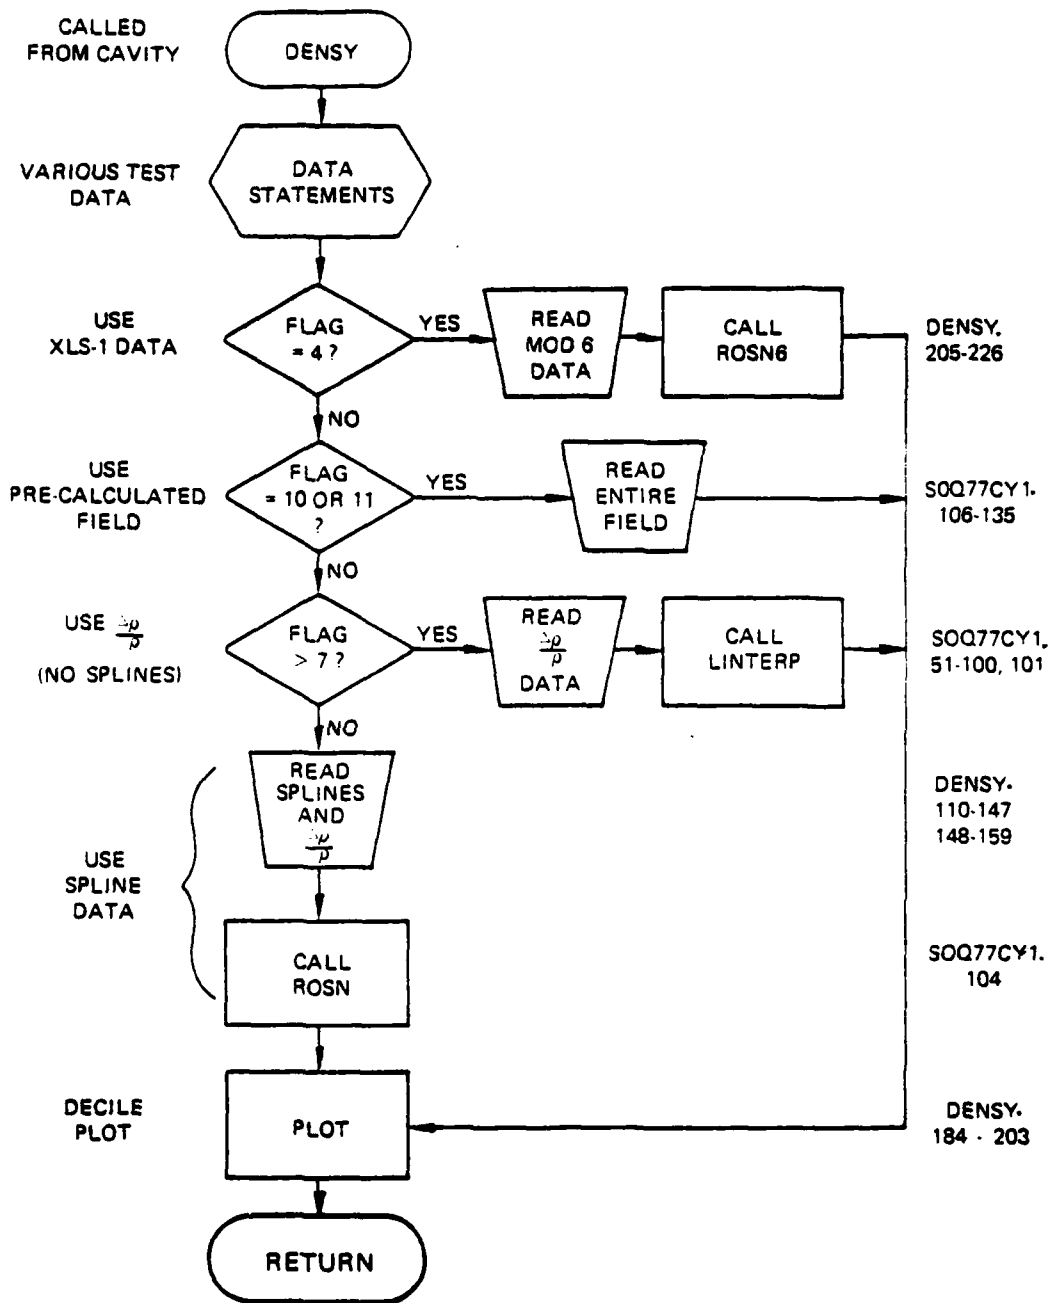 CALLED
FROM CAVITY
DENSY
VARIOUS TEST
DATA
DATA
STATEMENTS
USE
XLS-1 DATA
FLAG
= 4 ?
YES
READ
MOD 6
DATA
CALL
ROSN6
DENSY.
205-226
NO
USE
PRE-CALCULATED
FIELD
FLAG
= 10 OR 11
?
YES
READ
ENTIRE
FIELD
SOQ77CY1.
106-135
NO
USE Δρ/ρ
(NO SPLINES)
FLAG
> 7 ?
YES
READ
Δρ/ρ
DATA
CALL
LINTERP
SOQ77CY1.
51-100, 101
NO
READ
SPLINES
AND
Δρ/ρ
DENSY.
110-147
148-159
USE
SPLINE
DATA
CALL
ROSN
SOQ77CY1.
104
DECILE
PLOT
PLOT
DENSY.
184 - 203
RETURN